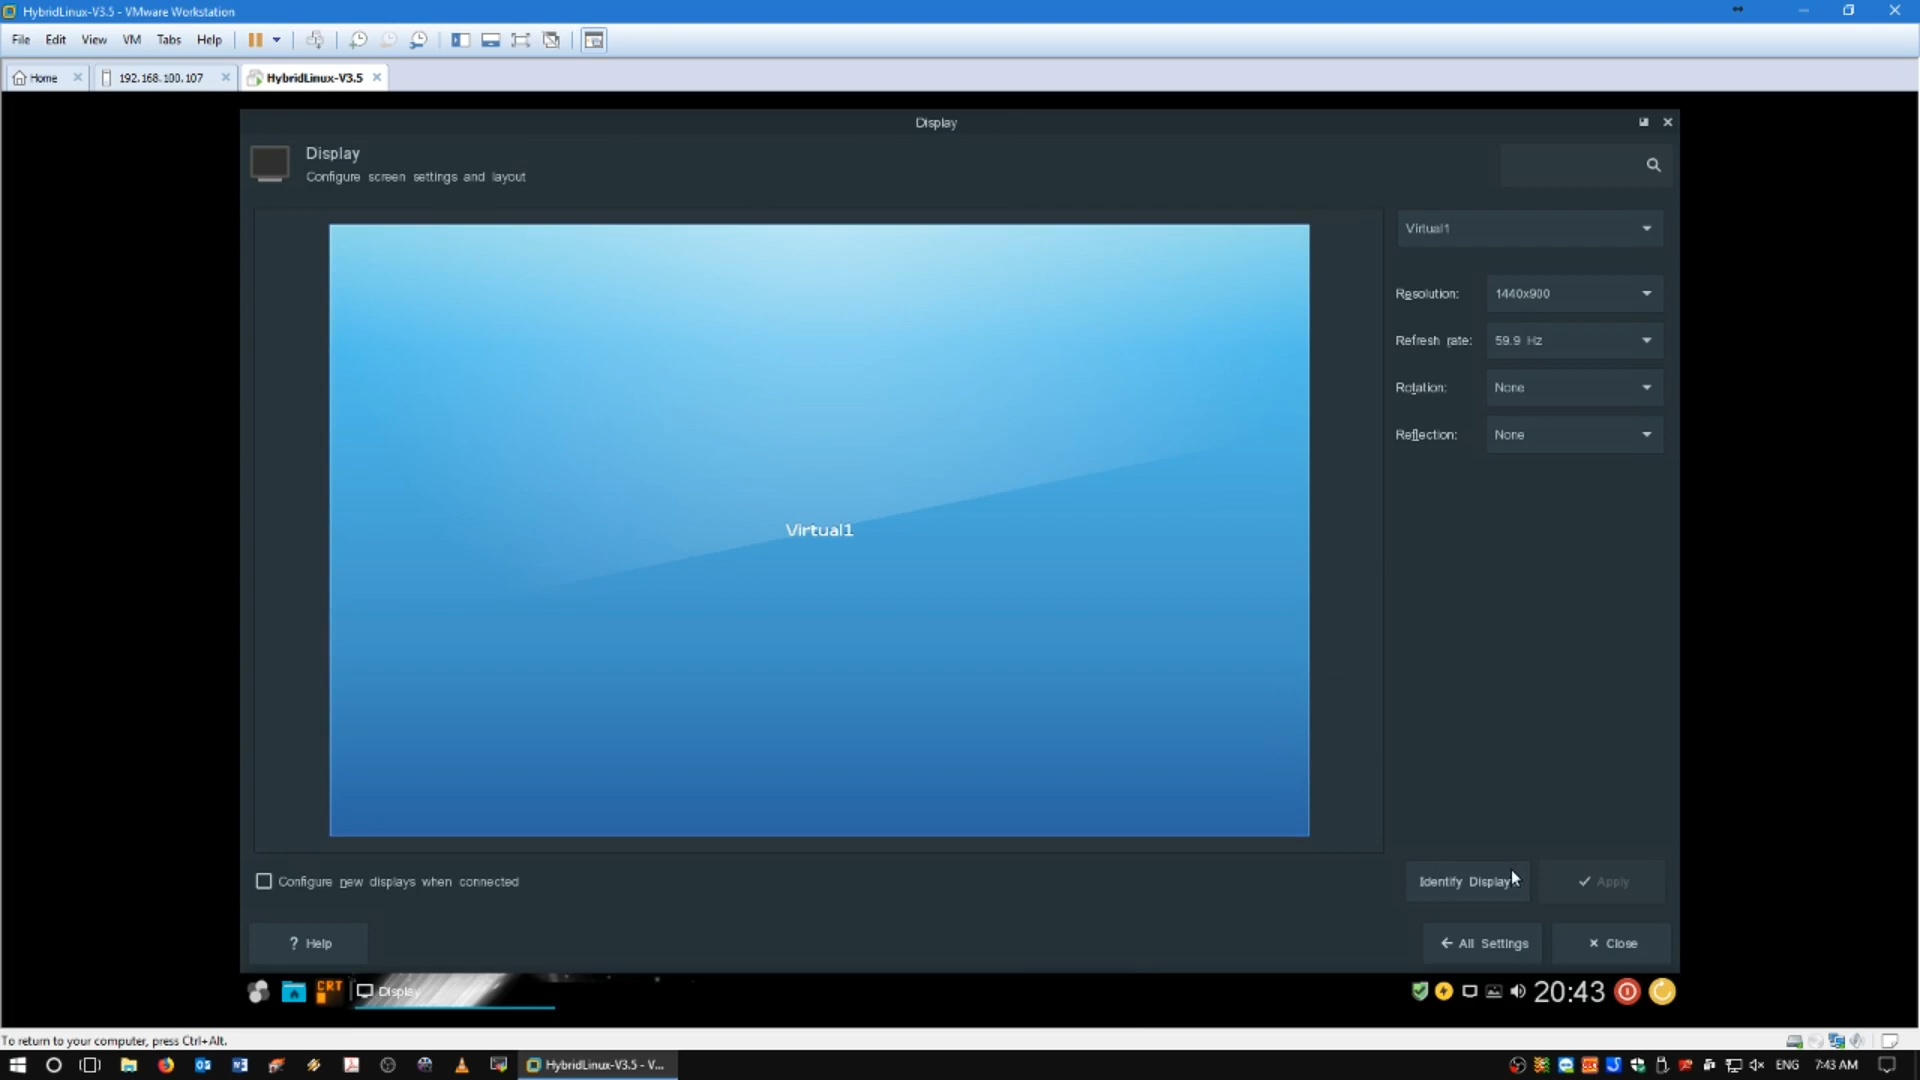 HybridLinux-V3.5 - VMware Workstation
File Edit View VM Tabs Help
Home 192.168.100.107 HybridLinux-V3.5
Display
Display
Configure screen settings and layout
Virtual1
Resolution: 1440x900
Refresh rate: 59.9 Hz
Rotation: None
Reflection: None
Virtual1
Configure new displays when connected
Identify Display
Apply
? Help
All Settings
Close
CRT
Display
20:43
To return to your computer, press Ctrl+Alt.
HybridLinux-V3.5 - V...
ENG 7:43 AM